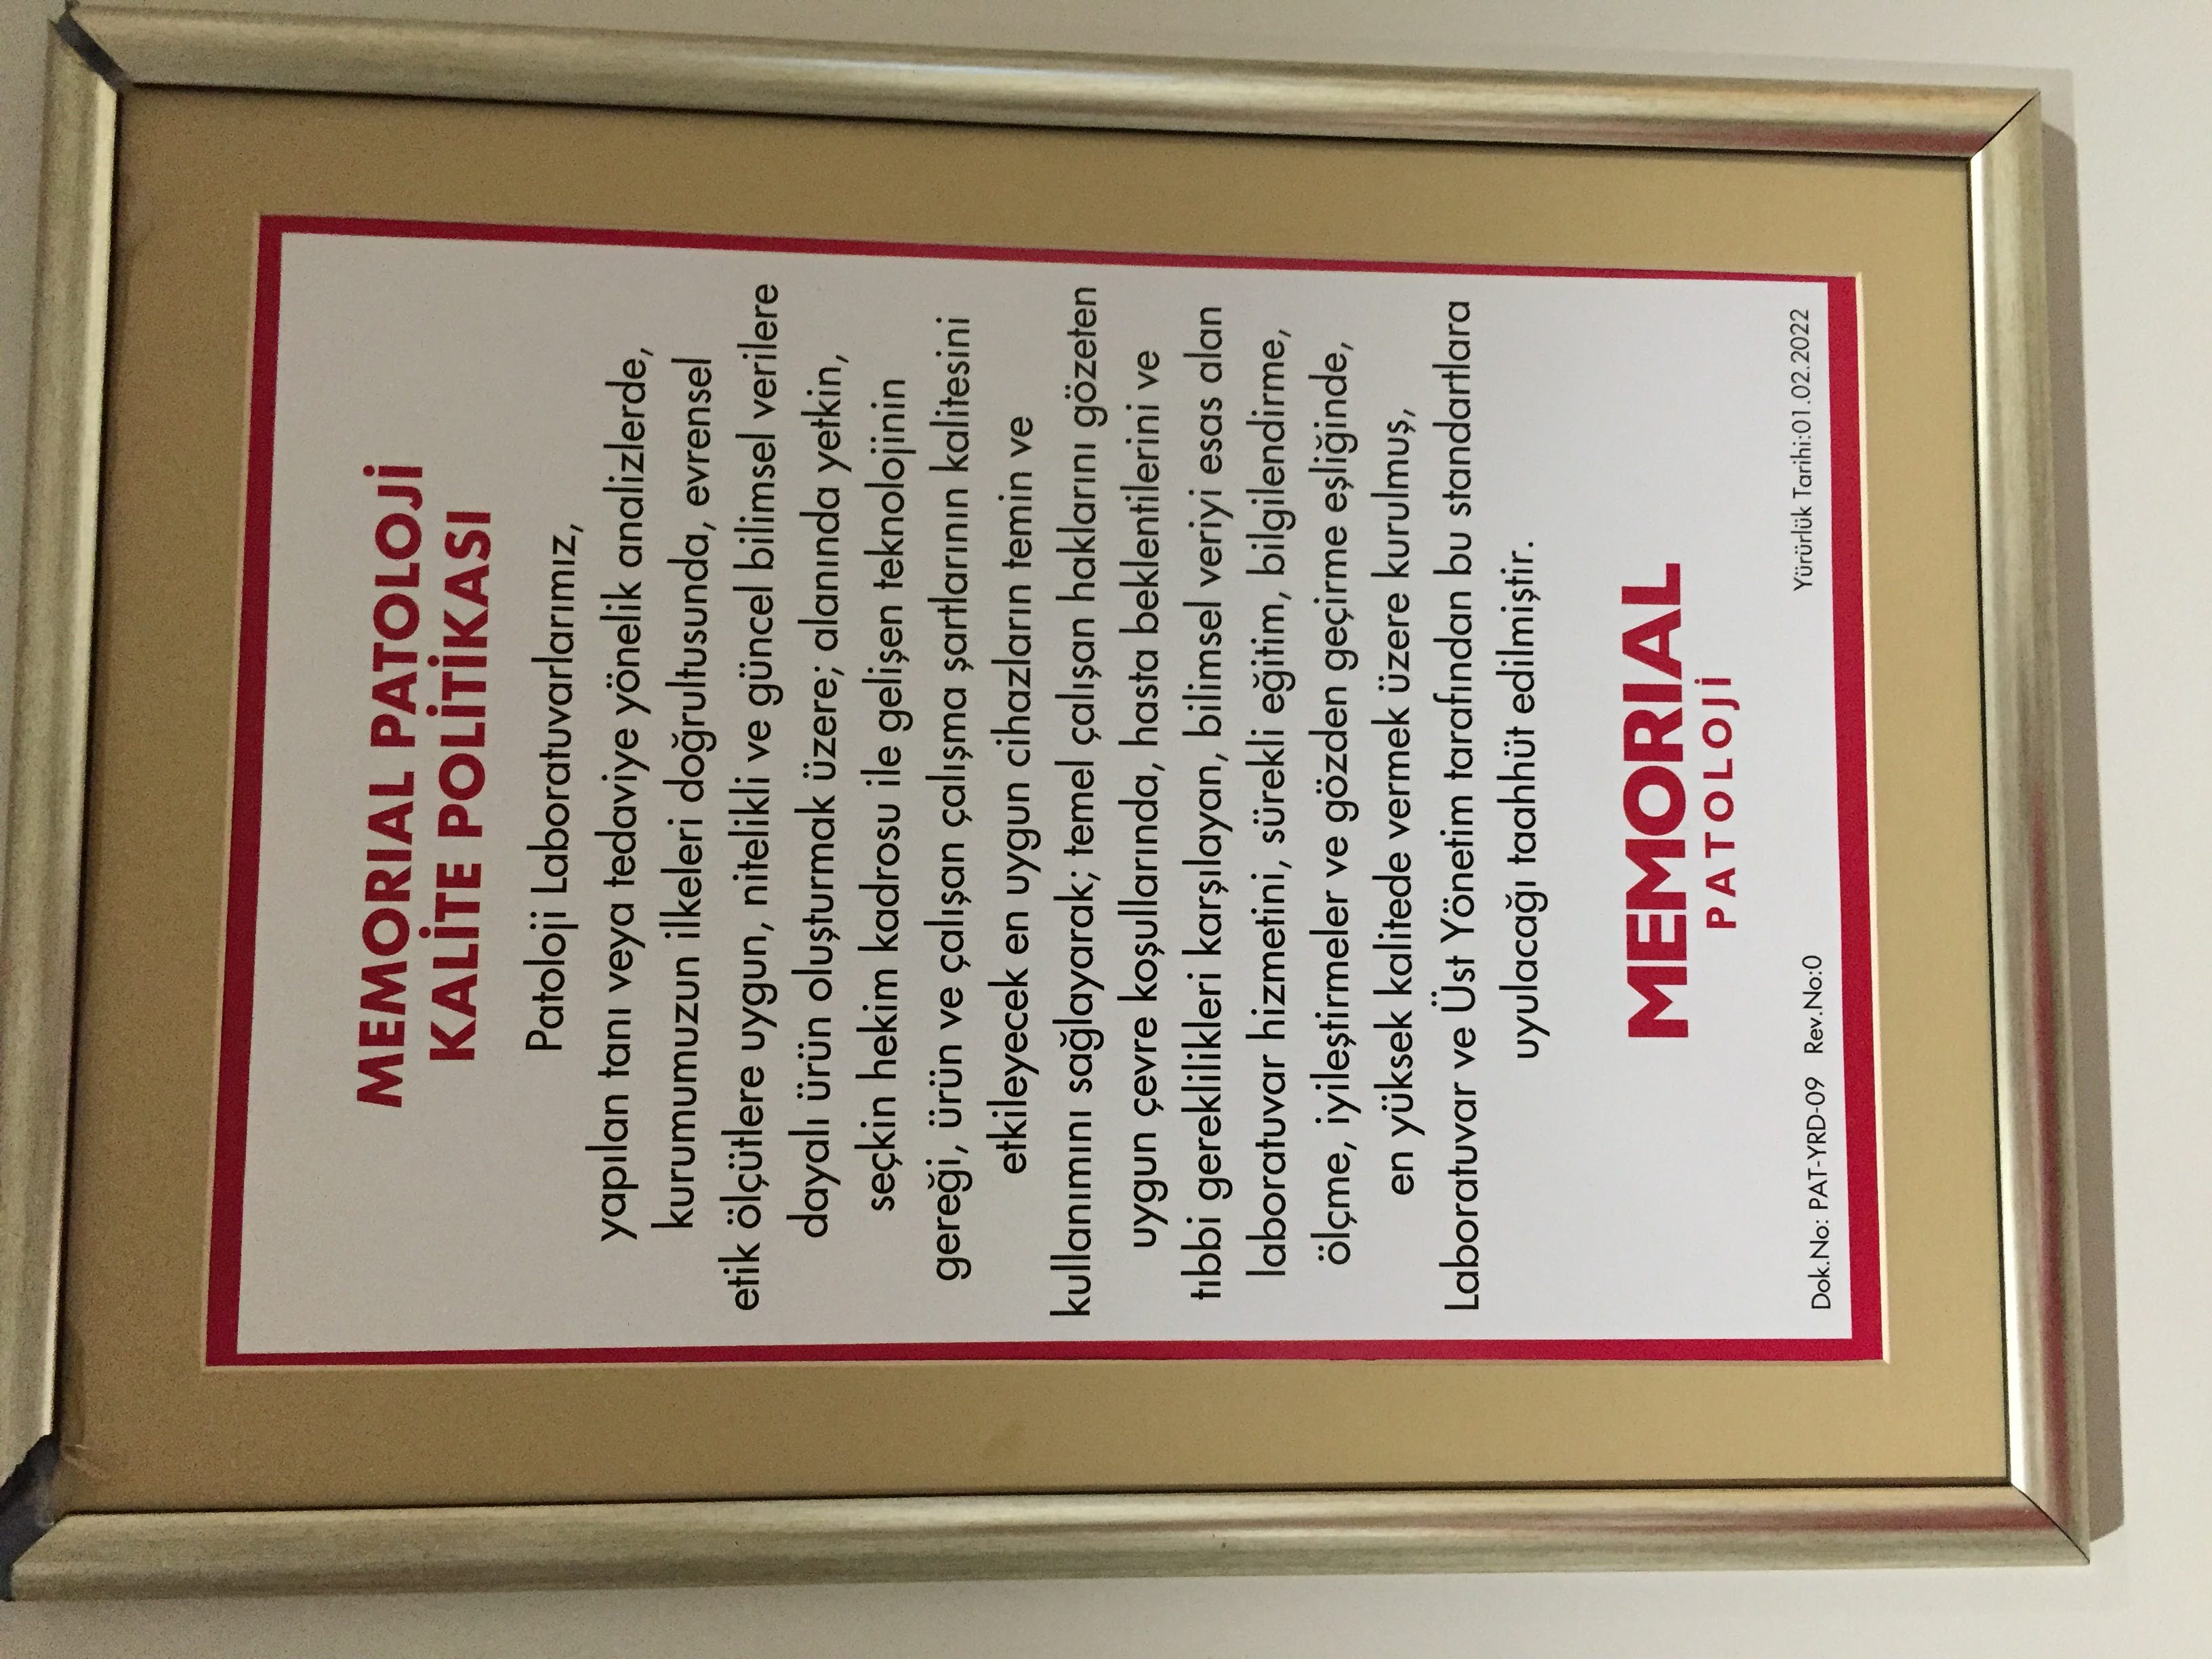 MEMORIAL PATOLOJİ
KALİTE POLİTİKASI
Patoloji Laboratuvarlarımız,
yapılan tanı veya tedaviye yönelik analizlerde,
kurumumuzun ilkeleri doğrultusunda, evrensel
etik ölçütlere uygun, nitelikli ve güncel bilimsel verilere
dayalı ürün oluşturmak üzere; alanında yetkin,
seçkin hekim kadrosu ile gelişen teknolojinin
gereği, ürün ve çalışan çalışma şartlarının kalitesini
etkileyecek en uygun cihazların temin ve
kullanımını sağlayarak; temel çalışan haklarını gözeten
uygun çevre koşullarında, hasta beklentilerini ve
tıbbi gereklilikleri karşılayan, bilimsel veriyi esas alan
laboratuvar hizmetini, sürekli eğitim, bilgilendirme,
ölçme, iyileştirmeler ve gözden geçirme eşliğinde,
en yüksek kalitede vermek üzere kurulmuş,
Laboratuvar ve Üst Yönetim tarafından bu standartlara
uyulacağı taahhüt edilmiştir.
MEMORIAL
PATOLOJİ
Dok.No: PAT-YRD-09 Rev.No:0
Yürürlük Tarihi:01.02.2022